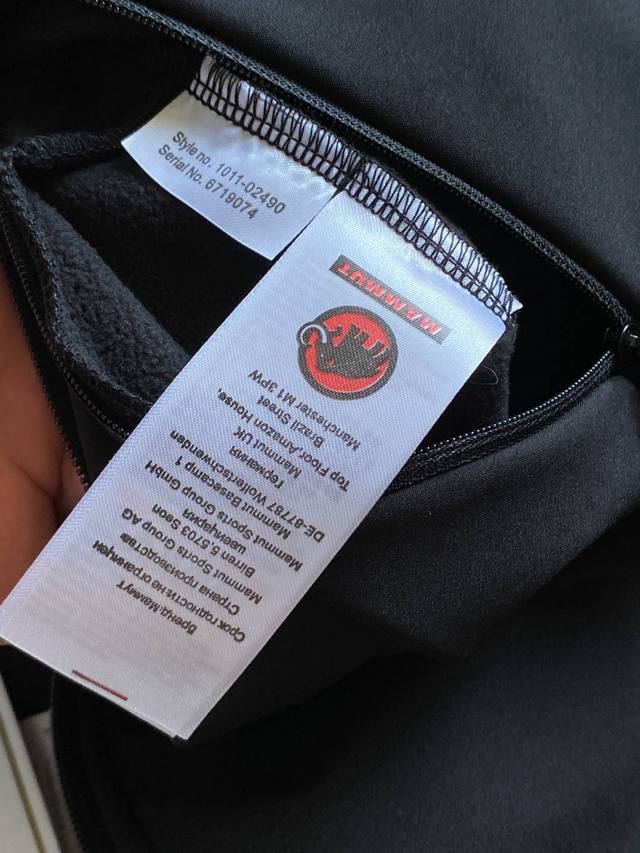 Style no. 1011-02490
Serial No. 6719074
Бренд: Маммут
Срок годности: не ограничен
Страна производства:
Mammut Sports Group AG
Birren 5.5703 Seon
швейцария
Mammut Sports Group GmbH
Mammut Basecamp 1
DE-87787 Wolfertschwenden
Германия
Mammut UK,
Top Floor, Amazon House,
Brazil Street
Manchester M1 3PW
MAMMUT